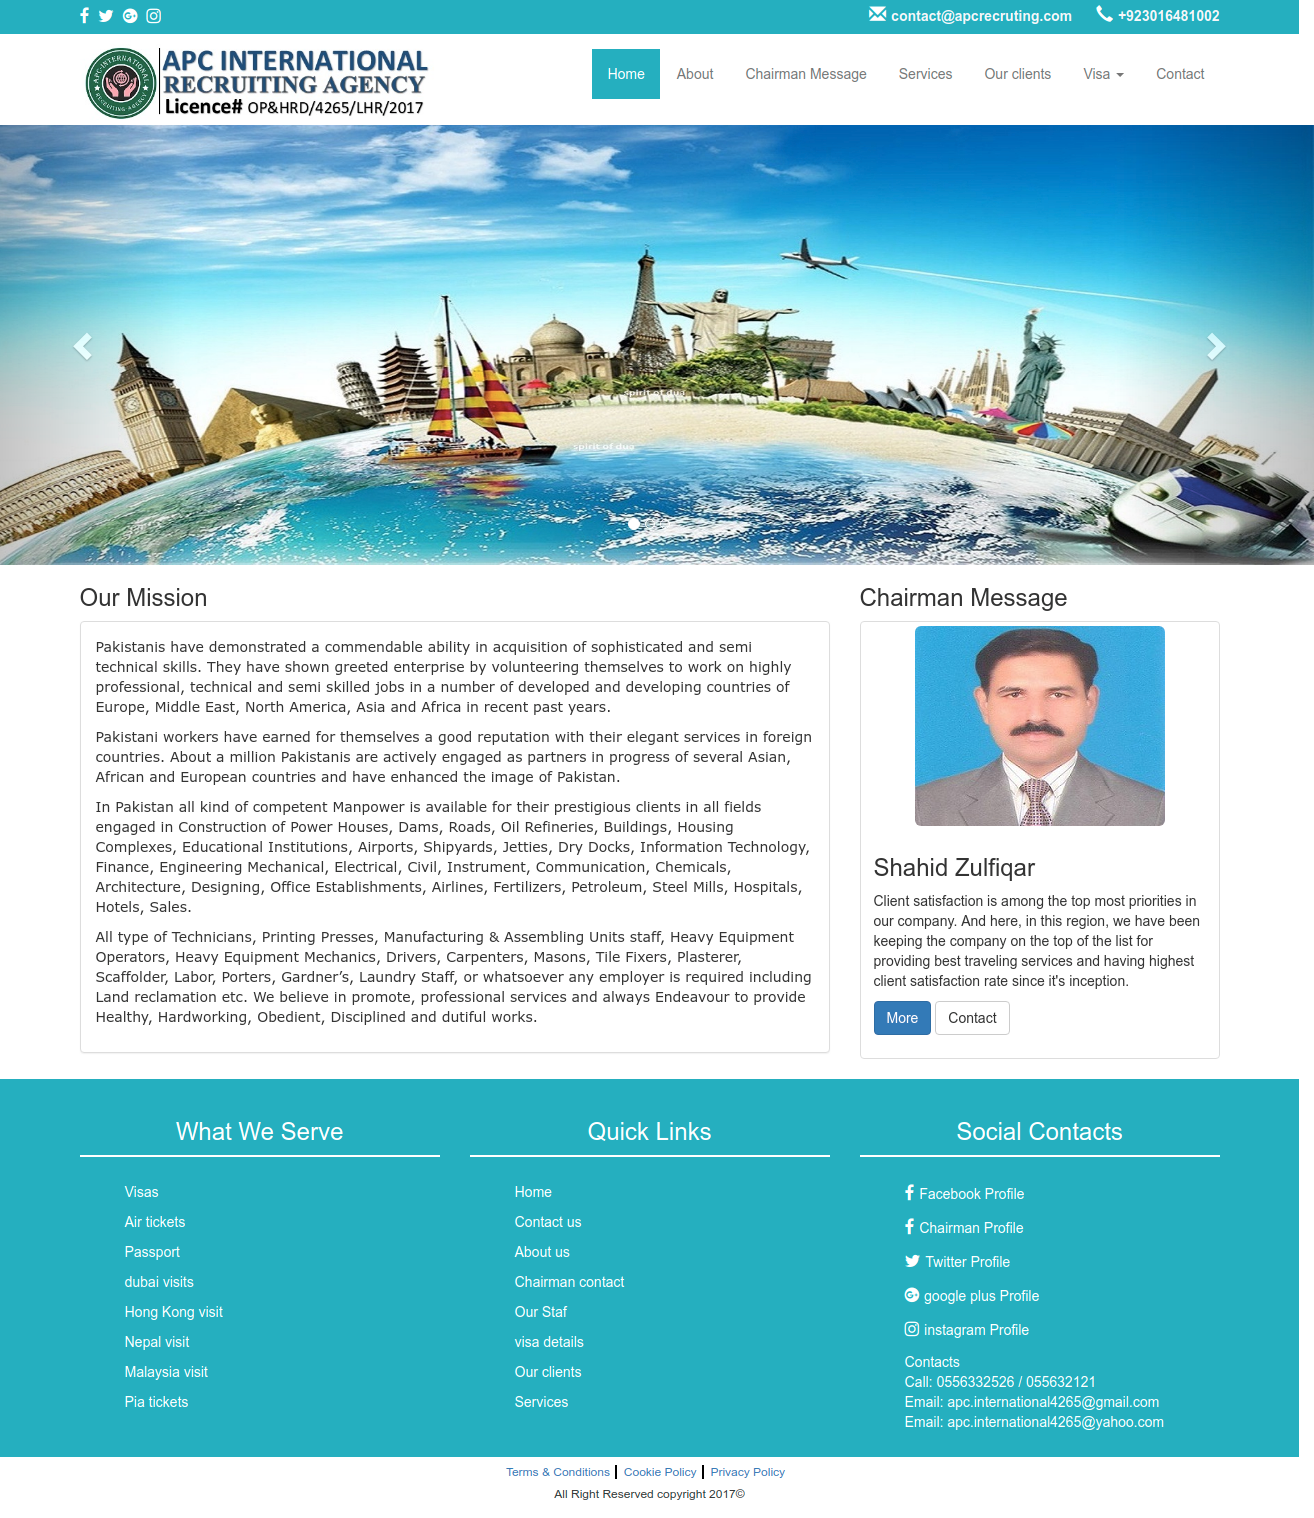 contact@apcrecruting.com +923016481002
APC-INTERNATIONAL
RECRUITING AGENCY
APC INTERNATIONAL
RECRUITING AGENCY
Licence# OP&HRD/4265/LHR/2017
Home About Chairman Message Services Our clients Visa Contact
spirit of dua
spirit of dua
Our Mission
Pakistanis have demonstrated a commendable ability in acquisition of sophisticated and semi
technical skills. They have shown greeted enterprise by volunteering themselves to work on highly
professional, technical and semi skilled jobs in a number of developed and developing countries of
Europe, Middle East, North America, Asia and Africa in recent past years.
Pakistani workers have earned for themselves a good reputation with their elegant services in foreign
countries. About a million Pakistanis are actively engaged as partners in progress of several Asian,
African and European countries and have enhanced the image of Pakistan.
In Pakistan all kind of competent Manpower is available for their prestigious clients in all fields
engaged in Construction of Power Houses, Dams, Roads, Oil Refineries, Buildings, Housing
Complexes, Educational Institutions, Airports, Shipyards, Jetties, Dry Docks, Information Technology,
Finance, Engineering Mechanical, Electrical, Civil, Instrument, Communication, Chemicals,
Architecture, Designing, Office Establishments, Airlines, Fertilizers, Petroleum, Steel Mills, Hospitals,
Hotels, Sales.
All type of Technicians, Printing Presses, Manufacturing & Assembling Units staff, Heavy Equipment
Operators, Heavy Equipment Mechanics, Drivers, Carpenters, Masons, Tile Fixers, Plasterer,
Scaffolder, Labor, Porters, Gardner’s, Laundry Staff, or whatsoever any employer is required including
Land reclamation etc. We believe in promote, professional services and always Endeavour to provide
Healthy, Hardworking, Obedient, Disciplined and dutiful works.
Chairman Message
Shahid Zulfiqar
Client satisfaction is among the top most priorities in
our company. And here, in this region, we have been
keeping the company on the top of the list for
providing best traveling services and having highest
client satisfaction rate since it's inception.
More Contact
What We Serve
Visas
Air tickets
Passport
dubai visits
Hong Kong visit
Nepal visit
Malaysia visit
Pia tickets
Quick Links
Home
Contact us
About us
Chairman contact
Our Staf
visa details
Our clients
Services
Social Contacts
Facebook Profile
Chairman Profile
Twitter Profile
google plus Profile
instagram Profile
Contacts
Call: 0556332526 / 055632121
Email: apc.international4265@gmail.com
Email: apc.international4265@yahoo.com
Terms & Conditions | Cookie Policy | Privacy Policy
All Right Reserved copyright 2017©